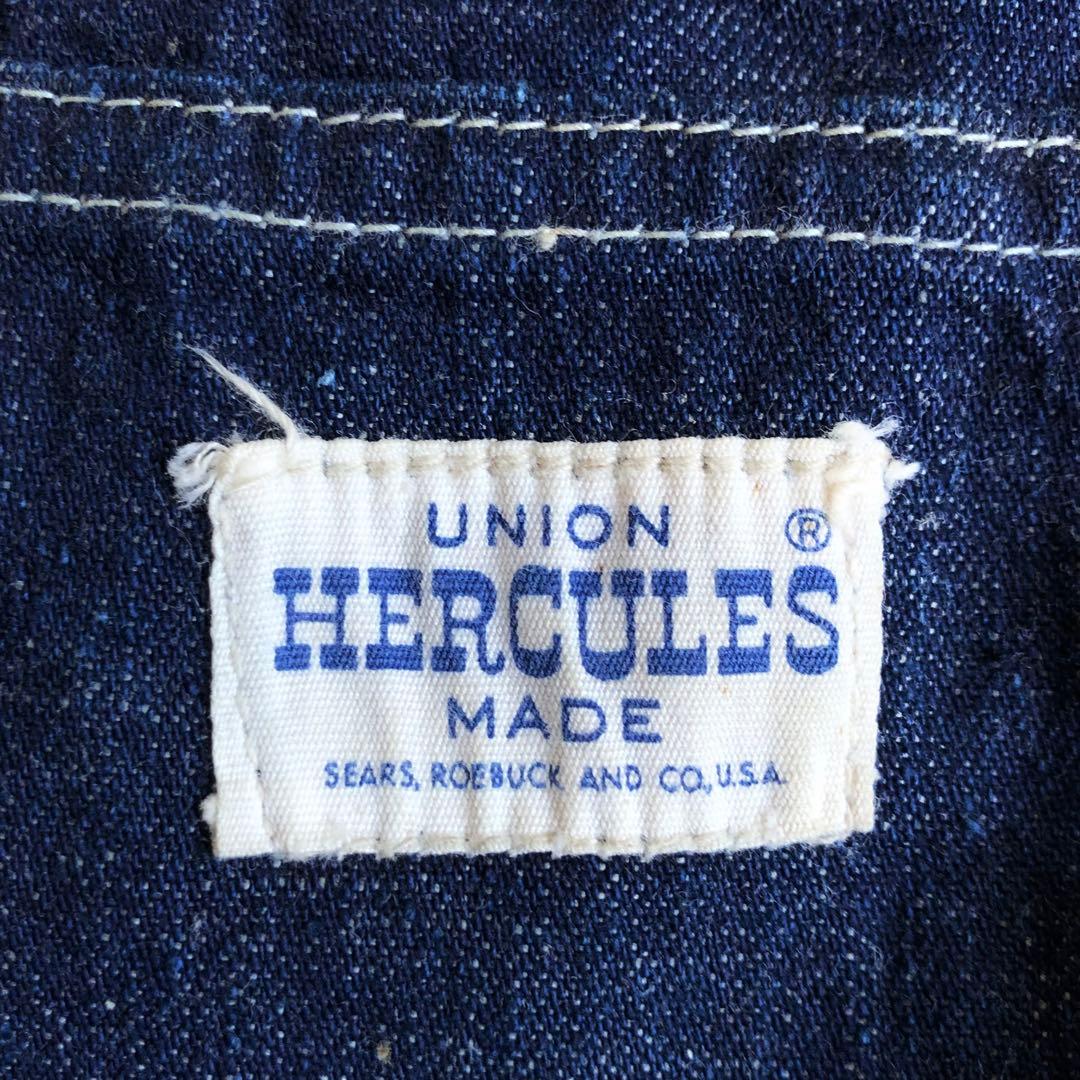 UNION ®
HERCULES
MADE
SEARS, ROEBUCK AND CO., U.S.A.